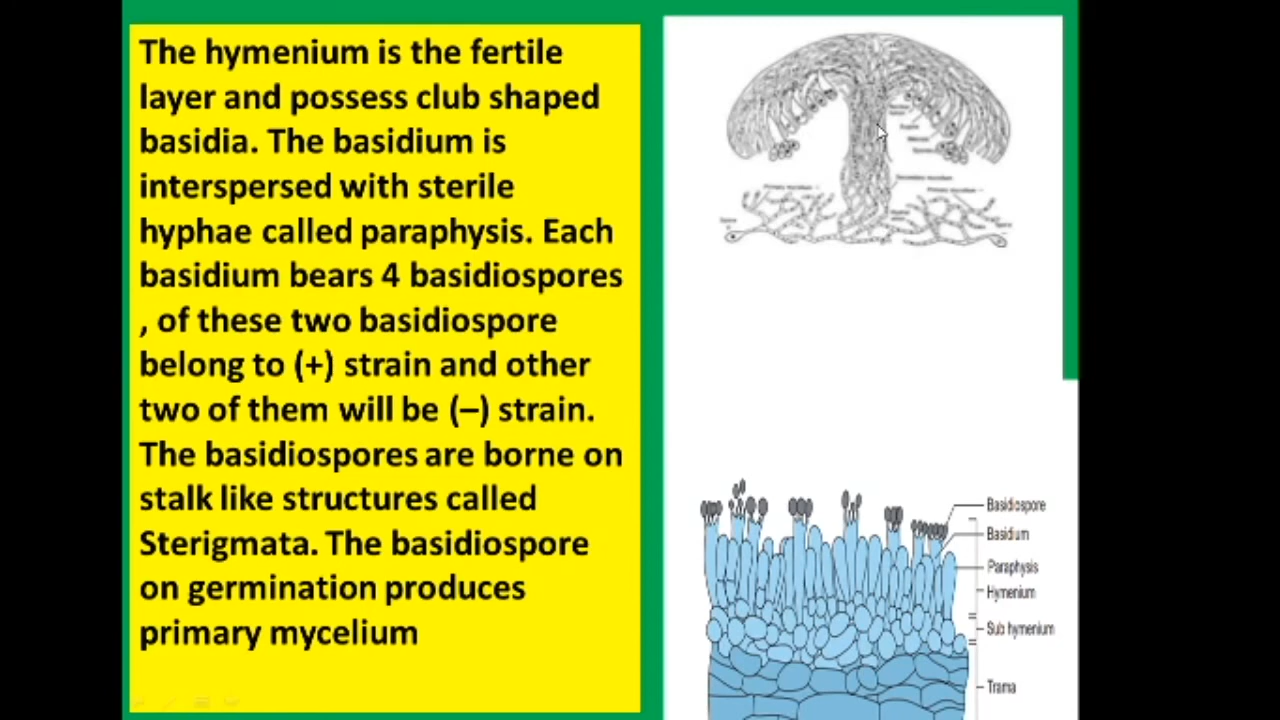 The hymenium is the fertile
layer and possess club shaped
basidia. The basidium is
interspersed with sterile
hyphae called paraphysis. Each
basidium bears 4 basidiospores
, of these two basidiospore
belong to (+) strain and other
two of them will be (–) strain.
The basidiospores are borne on
stalk like structures called
Sterigmata. The basidiospore
on germination produces
primary mycelium
Basidiospore
Basidium
Paraphysis
Hymenium
Sub hymenium
Trama